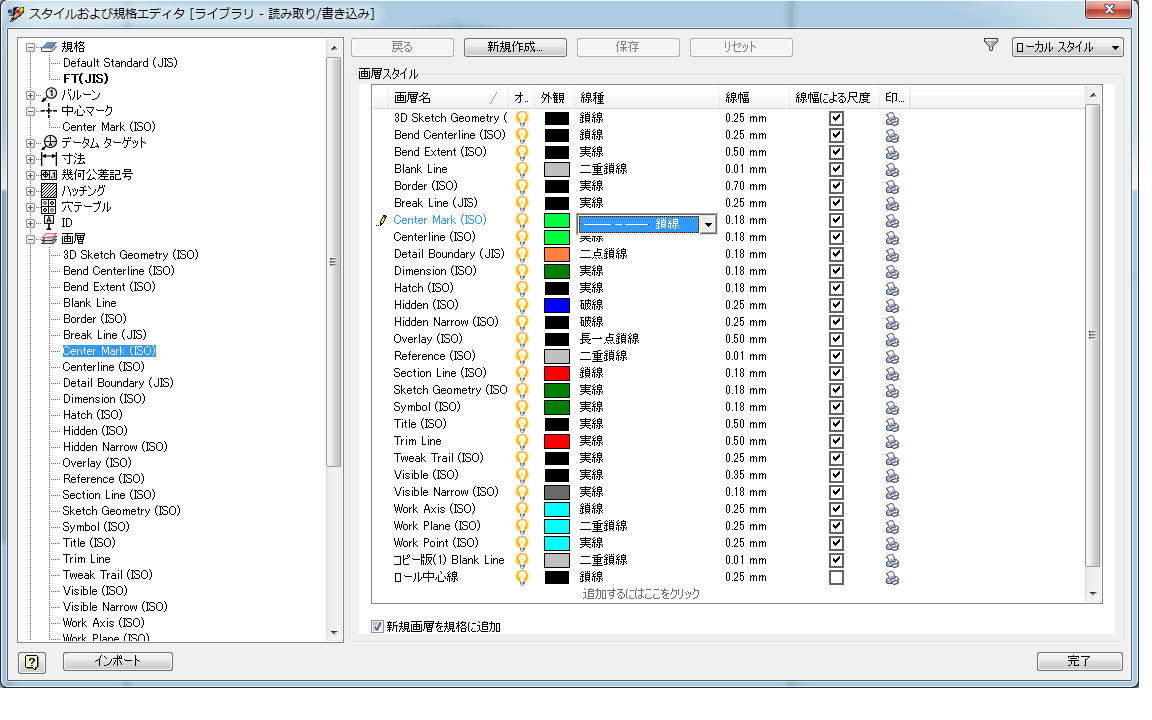 スタイルおよび規格エディタ [ライブラリ - 読み取り/書き込み]
規格
Default Standard (JIS)
FT(JIS)
バルーン
中心マーク
Center Mark (ISO)
データム ターゲット
寸法
幾何公差記号
ハッチング
穴テーブル
ID
画層
3D Sketch Geometry (ISO)
Bend Centerline (ISO)
Bend Extent (ISO)
Blank Line
Border (ISO)
Break Line (JIS)
Center Mark (ISO)
Centerline (ISO)
Detail Boundary (JIS)
Dimension (ISO)
Hatch (ISO)
Hidden (ISO)
Hidden Narrow (ISO)
Overlay (ISO)
Reference (ISO)
Section Line (ISO)
Sketch Geometry (ISO)
Symbol (ISO)
Title (ISO)
Trim Line
Tweak Trail (ISO)
Visible (ISO)
Visible Narrow (ISO)
Work Axis (ISO)
Work Plane (ISO)
インポート
戻る 新規作成... 保存 リセット ローカル スタイル
画層スタイル
画層名 オ... 外観 線種 線幅 線幅による尺度 印...
3D Sketch Geometry ( 鎖線 0.25 mm
Bend Centerline (ISO) 鎖線 0.25 mm
Bend Extent (ISO) 実線 0.50 mm
Blank Line 二重鎖線 0.01 mm
Border (ISO) 実線 0.70 mm
Break Line (JIS) 実線 0.25 mm
Center Mark (ISO) 鎖線 0.18 mm
Centerline (ISO) 実線 0.18 mm
Detail Boundary (JIS) 二点鎖線 0.18 mm
Dimension (ISO) 実線 0.18 mm
Hatch (ISO) 実線 0.18 mm
Hidden (ISO) 破線 0.25 mm
Hidden Narrow (ISO) 破線 0.25 mm
Overlay (ISO) 長一点鎖線 0.50 mm
Reference (ISO) 二重鎖線 0.01 mm
Section Line (ISO) 鎖線 0.18 mm
Sketch Geometry (ISO 実線 0.18 mm
Symbol (ISO) 実線 0.18 mm
Title (ISO) 実線 0.50 mm
Trim Line 実線 0.50 mm
Tweak Trail (ISO) 実線 0.25 mm
Visible (ISO) 実線 0.35 mm
Visible Narrow (ISO) 実線 0.18 mm
Work Axis (ISO) 鎖線 0.25 mm
Work Plane (ISO) 二重鎖線 0.25 mm
Work Point (ISO) 実線 0.25 mm
コピー版(1) Blank Line 二重鎖線 0.01 mm
ロール中心線 鎖線 0.25 mm
追加するにはここをクリック
新規画層を規格に追加
完了